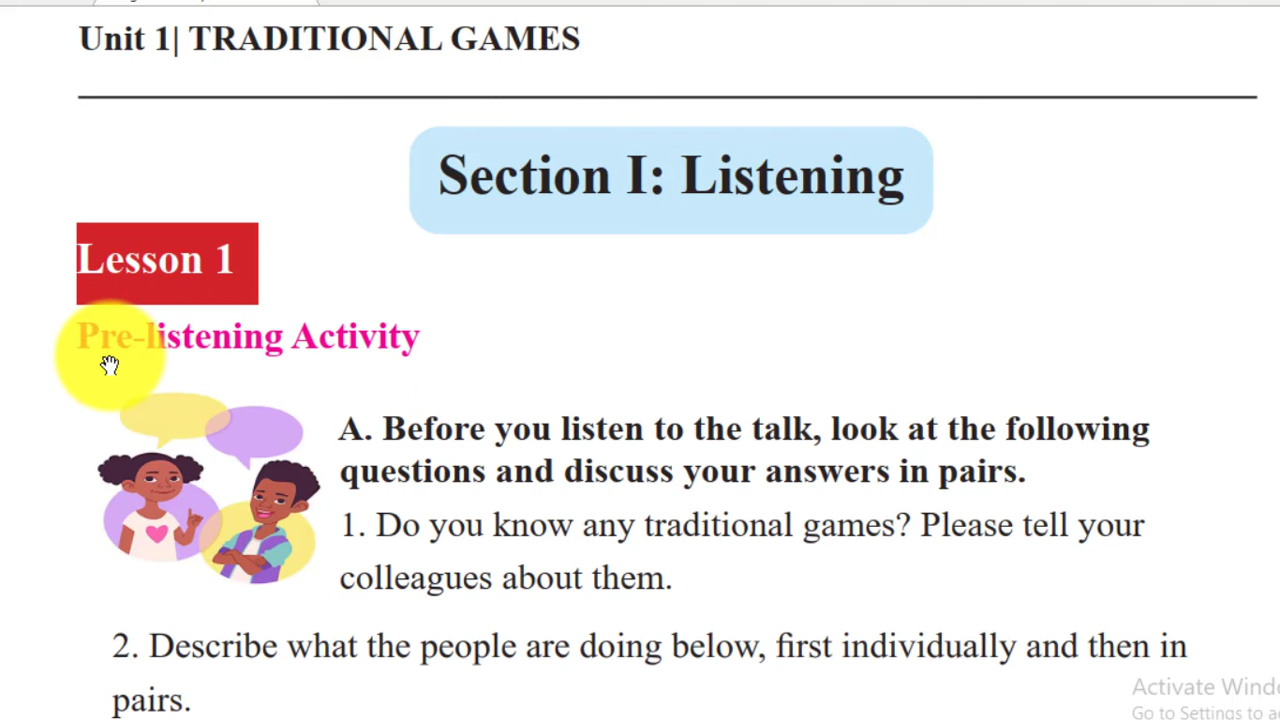 Unit 1| TRADITIONAL GAMES
Section I: Listening
Lesson 1
Pre-listening Activity
A. Before you listen to the talk, look at the following
questions and discuss your answers in pairs.
1. Do you know any traditional games? Please tell your
colleagues about them.
2. Describe what the people are doing below, first individually and then in
pairs.
Activate Windo
Go to Settings to a